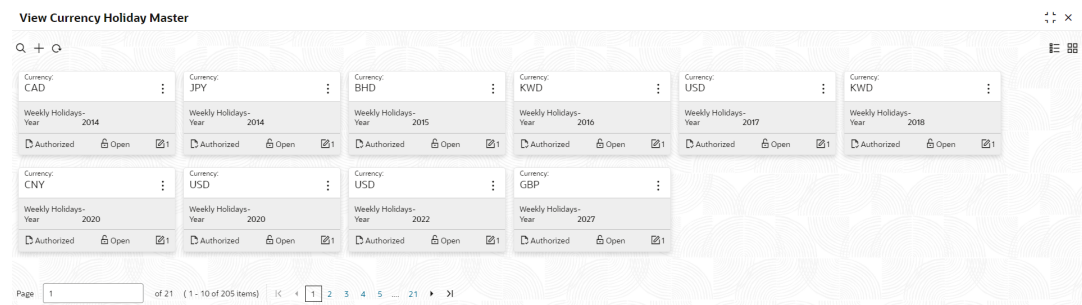 View Currency Holiday Master
Currency:
CAD
Weekly Holidays-
Year 2014
Authorized Open 1
Currency:
JPY
Weekly Holidays-
Year 2014
Authorized Open 1
Currency:
BHD
Weekly Holidays-
Year 2015
Authorized Open 1
Currency:
KWD
Weekly Holidays-
Year 2016
Authorized Open 1
Currency:
USD
Weekly Holidays-
Year 2017
Authorized Open 1
Currency:
KWD
Weekly Holidays-
Year 2018
Authorized Open 1
Currency:
CNY
Weekly Holidays-
Year 2020
Authorized Open 1
Currency:
USD
Weekly Holidays-
Year 2020
Authorized Open 1
Currency:
USD
Weekly Holidays-
Year 2022
Authorized Open 1
Currency:
GBP
Weekly Holidays-
Year 2027
Authorized Open 1
Page 1 of 21 ( 1 - 10 of 205 items) 1 2 3 4 5 .... 21